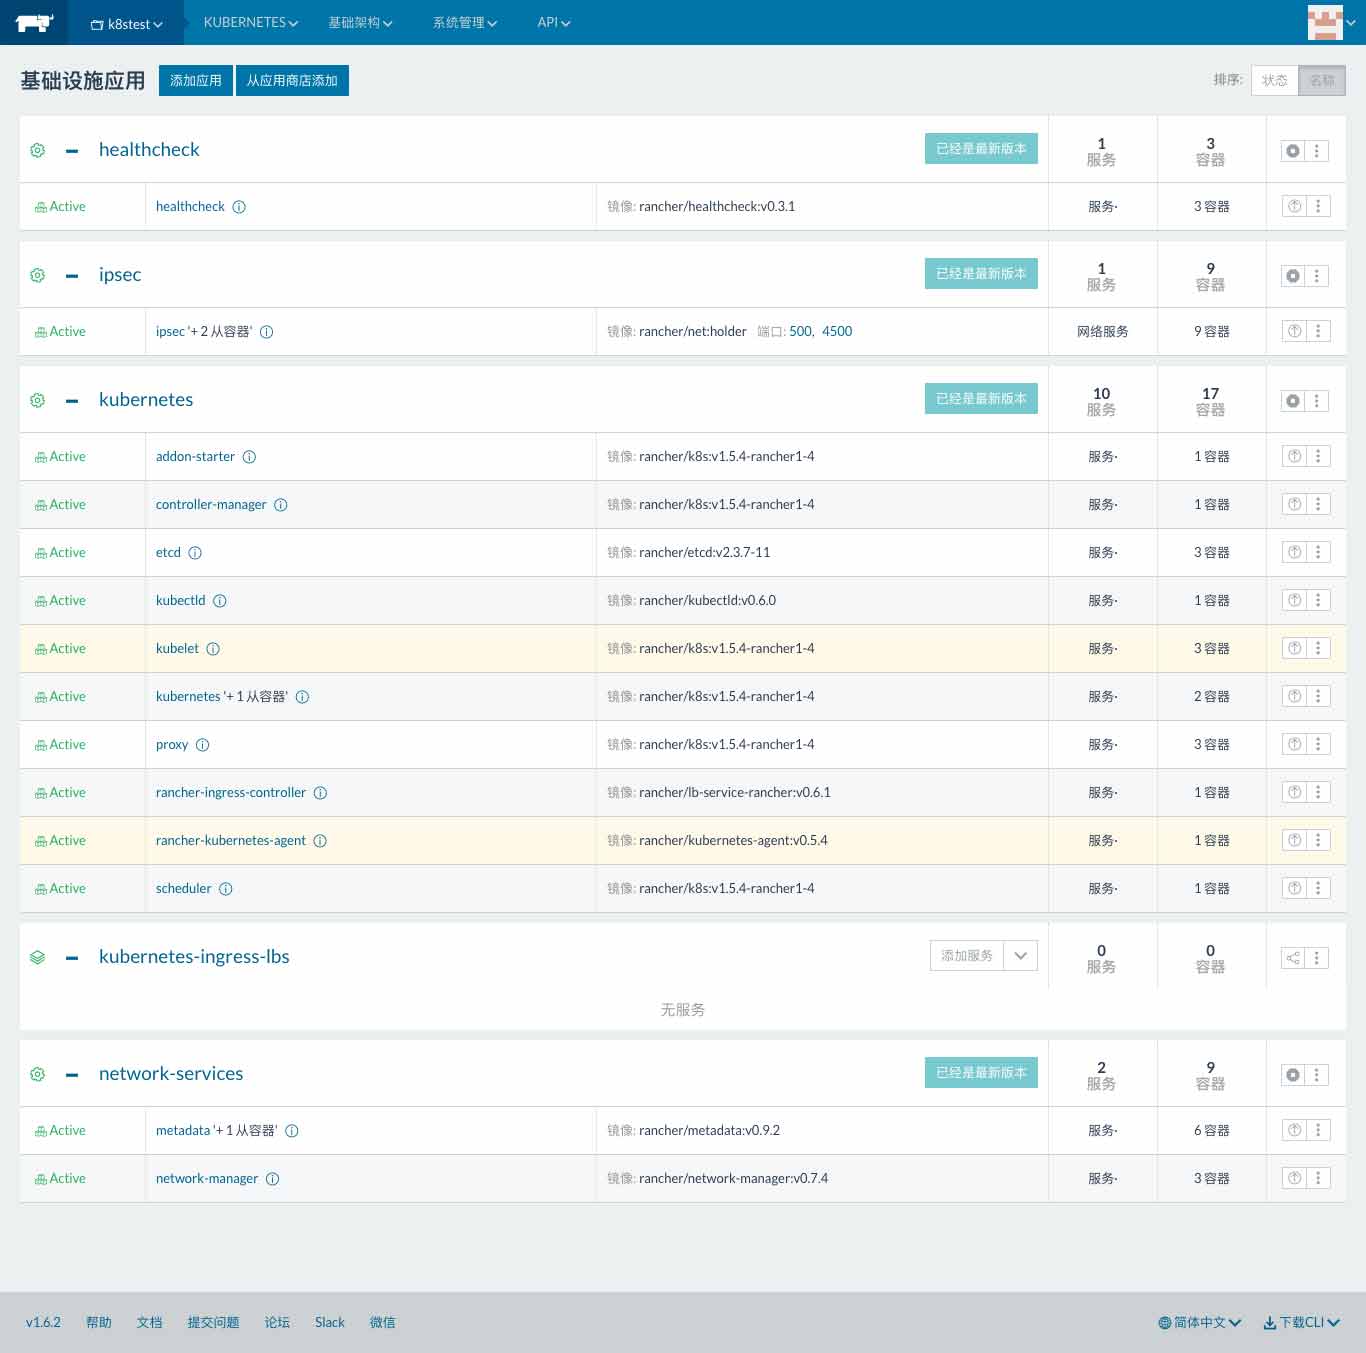 k8stest KUBERNETES 基础架构 系统管理 API
基础设施应用 添加应用 从应用商店添加 排序: 状态 名称
healthcheck 已经是最新版本 1 服务 3 容器
Active healthcheck 镜像: rancher/healthcheck:v0.3.1 服务· 3 容器
ipsec 已经是最新版本 1 服务 9 容器
Active ipsec '+ 2 从容器' 镜像: rancher/net:holder 端口: 500, 4500 网络服务 9 容器
kubernetes 已经是最新版本 10 服务 17 容器
Active addon-starter 镜像: rancher/k8s:v1.5.4-rancher1-4 服务· 1 容器
Active controller-manager 镜像: rancher/k8s:v1.5.4-rancher1-4 服务· 1 容器
Active etcd 镜像: rancher/etcd:v2.3.7-11 服务· 3 容器
Active kubectld 镜像: rancher/kubectld:v0.6.0 服务· 1 容器
Active kubelet 镜像: rancher/k8s:v1.5.4-rancher1-4 服务· 3 容器
Active kubernetes '+ 1 从容器' 镜像: rancher/k8s:v1.5.4-rancher1-4 服务· 2 容器
Active proxy 镜像: rancher/k8s:v1.5.4-rancher1-4 服务· 3 容器
Active rancher-ingress-controller 镜像: rancher/lb-service-rancher:v0.6.1 服务· 1 容器
Active rancher-kubernetes-agent 镜像: rancher/kubernetes-agent:v0.5.4 服务· 1 容器
Active scheduler 镜像: rancher/k8s:v1.5.4-rancher1-4 服务· 1 容器
kubernetes-ingress-lbs 添加服务 0 服务 0 容器
无服务
network-services 已经是最新版本 2 服务 9 容器
Active metadata '+ 1 从容器' 镜像: rancher/metadata:v0.9.2 服务· 6 容器
Active network-manager 镜像: rancher/network-manager:v0.7.4 服务· 3 容器
v1.6.2 帮助 文档 提交问题 论坛 Slack 微信 简体中文 下载CLI